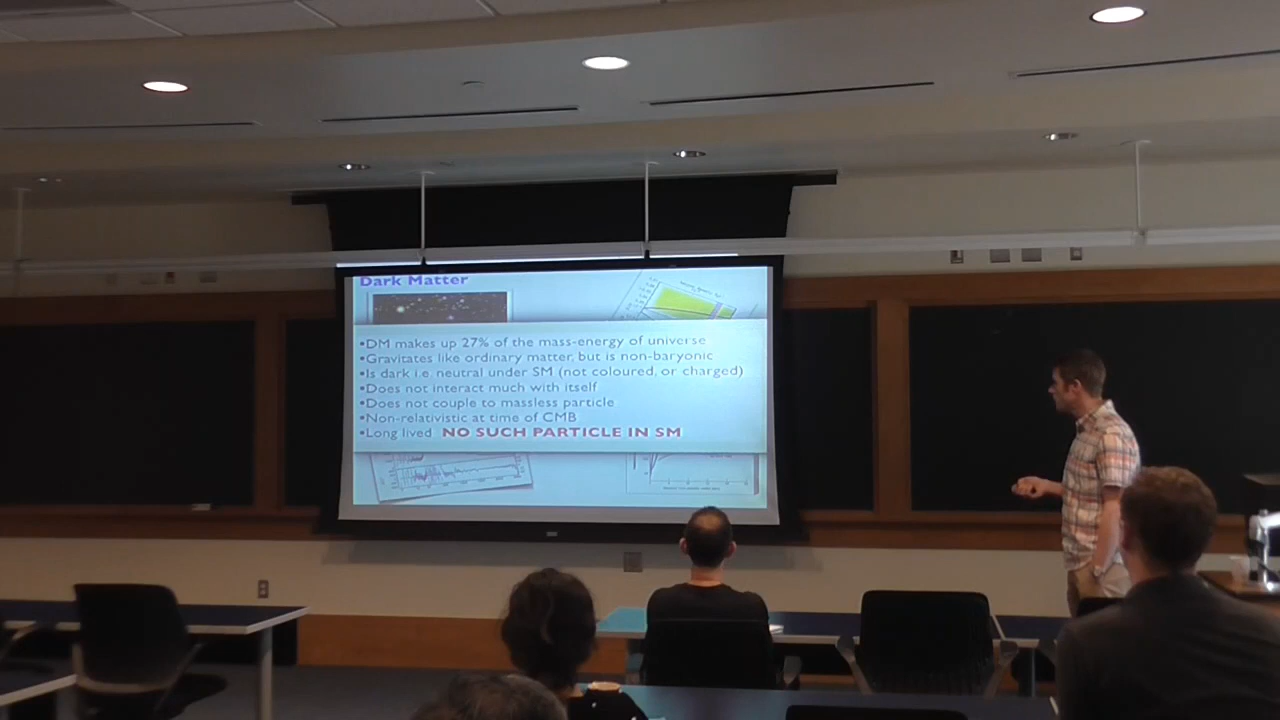 Dark Matter
•DM makes up 27% of the mass-energy of universe
•Gravitates like ordinary matter, but is non-baryonic
•Is dark i.e. neutral under SM (not coloured, or charged)
•Does not interact much with itself
•Does not couple to massless particle
•Non-relativistic at time of CMB
•Long lived NO SUCH PARTICLE IN SM